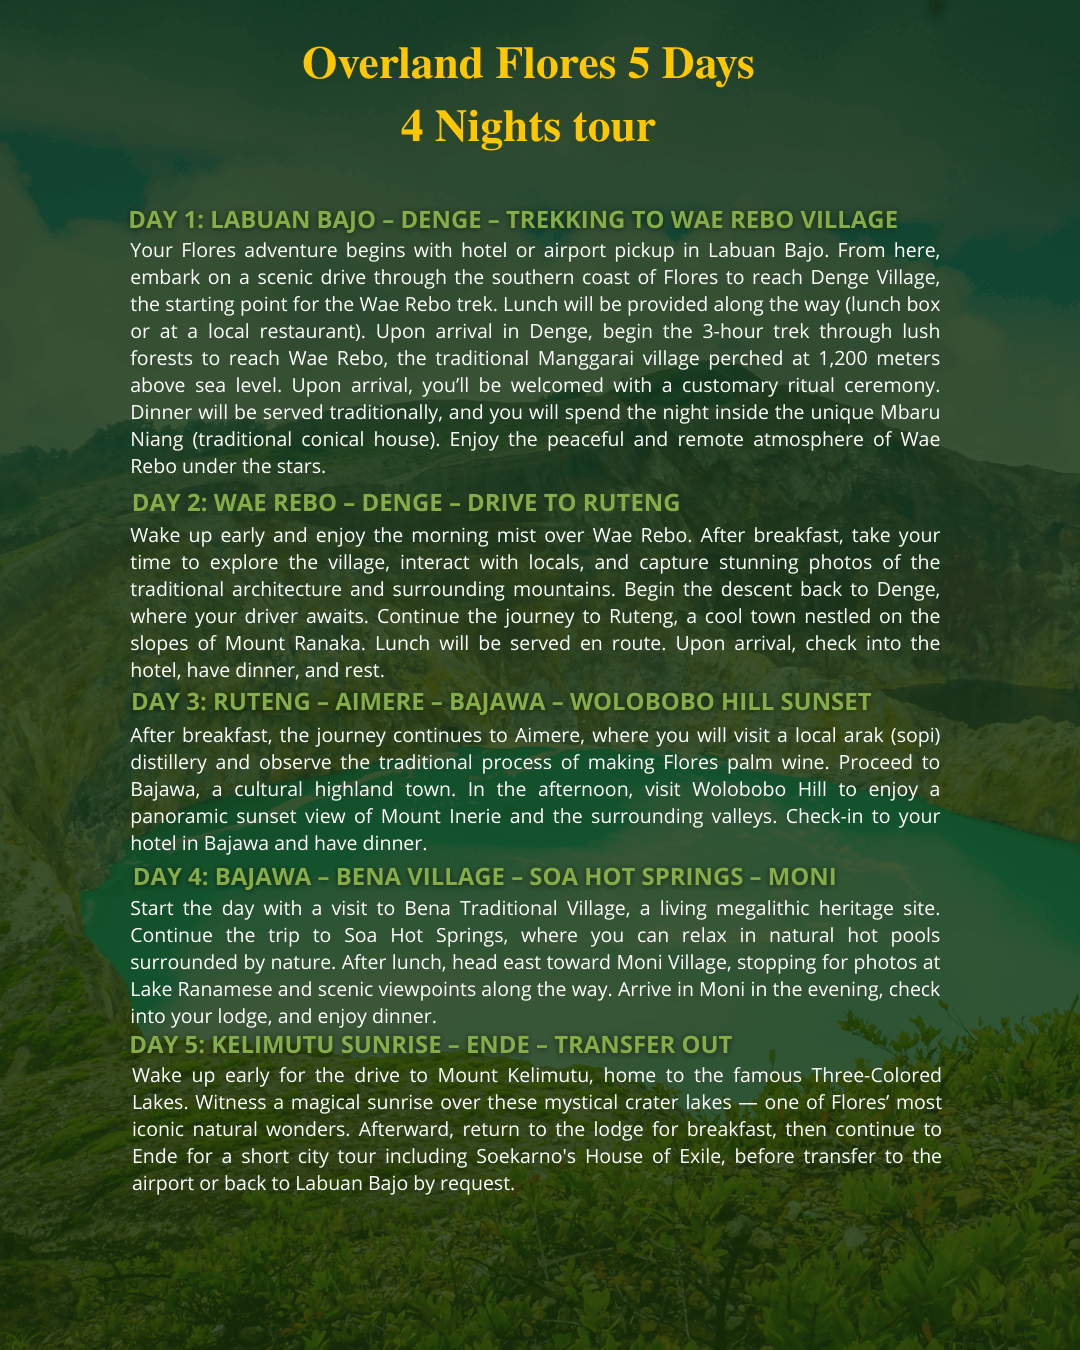 Overland Flores 5 Days
4 Nights tour
DAY 1: LABUAN BAJO – DENGE – TREKKING TO WAE REBO VILLAGE
Your Flores adventure begins with hotel or airport pickup in Labuan Bajo. From here,
embark on a scenic drive through the southern coast of Flores to reach Denge Village,
the starting point for the Wae Rebo trek. Lunch will be provided along the way (lunch box
or at a local restaurant). Upon arrival in Denge, begin the 3-hour trek through lush
forests to reach Wae Rebo, the traditional Manggarai village perched at 1,200 meters
above sea level. Upon arrival, you’ll be welcomed with a customary ritual ceremony.
Dinner will be served traditionally, and you will spend the night inside the unique Mbaru
Niang (traditional conical house). Enjoy the peaceful and remote atmosphere of Wae
Rebo under the stars.
DAY 2: WAE REBO – DENGE – DRIVE TO RUTENG
Wake up early and enjoy the morning mist over Wae Rebo. After breakfast, take your
time to explore the village, interact with locals, and capture stunning photos of the
traditional architecture and surrounding mountains. Begin the descent back to Denge,
where your driver awaits. Continue the journey to Ruteng, a cool town nestled on the
slopes of Mount Ranaka. Lunch will be served en route. Upon arrival, check into the
hotel, have dinner, and rest.
DAY 3: RUTENG – AIMERE – BAJAWA – WOLOBOBO HILL SUNSET
After breakfast, the journey continues to Aimere, where you will visit a local arak (sopi)
distillery and observe the traditional process of making Flores palm wine. Proceed to
Bajawa, a cultural highland town. In the afternoon, visit Wolobobo Hill to enjoy a
panoramic sunset view of Mount Inerie and the surrounding valleys. Check-in to your
hotel in Bajawa and have dinner.
DAY 4: BAJAWA – BENA VILLAGE – SOA HOT SPRINGS – MONI
Start the day with a visit to Bena Traditional Village, a living megalithic heritage site.
Continue the trip to Soa Hot Springs, where you can relax in natural hot pools
surrounded by nature. After lunch, head east toward Moni Village, stopping for photos at
Lake Ranamese and scenic viewpoints along the way. Arrive in Moni in the evening, check
into your lodge, and enjoy dinner.
DAY 5: KELIMUTU SUNRISE – ENDE – TRANSFER OUT
Wake up early for the drive to Mount Kelimutu, home to the famous Three-Colored
Lakes. Witness a magical sunrise over these mystical crater lakes — one of Flores’ most
iconic natural wonders. Afterward, return to the lodge for breakfast, then continue to
Ende for a short city tour including Soekarno's House of Exile, before transfer to the
airport or back to Labuan Bajo by request.